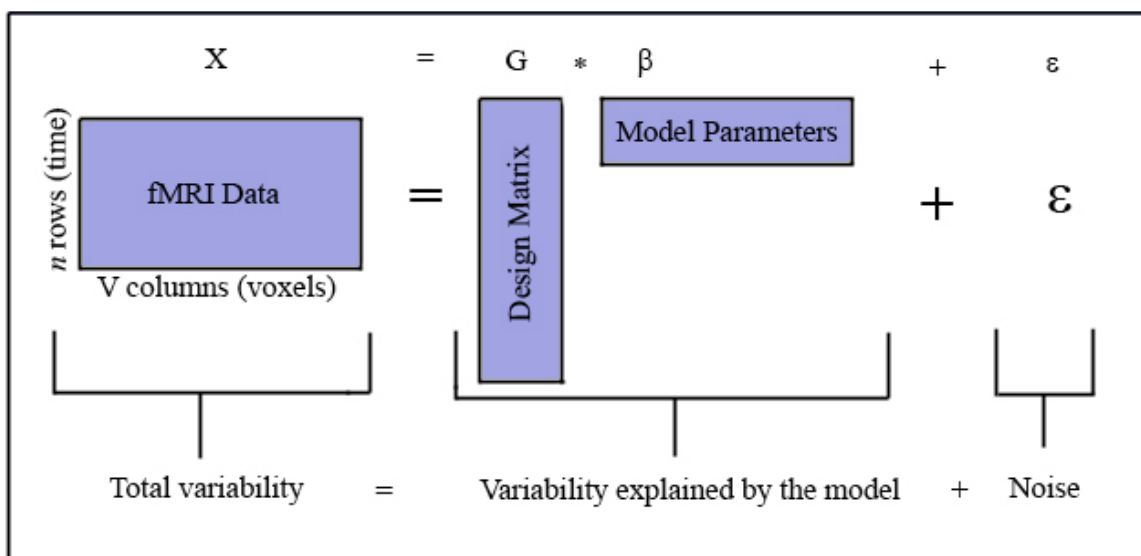 X = G * β + ε
n rows (time)
fMRI Data
=
Design Matrix
Model Parameters
+ ε
V columns (voxels)
Total variability = Variability explained by the model + Noise